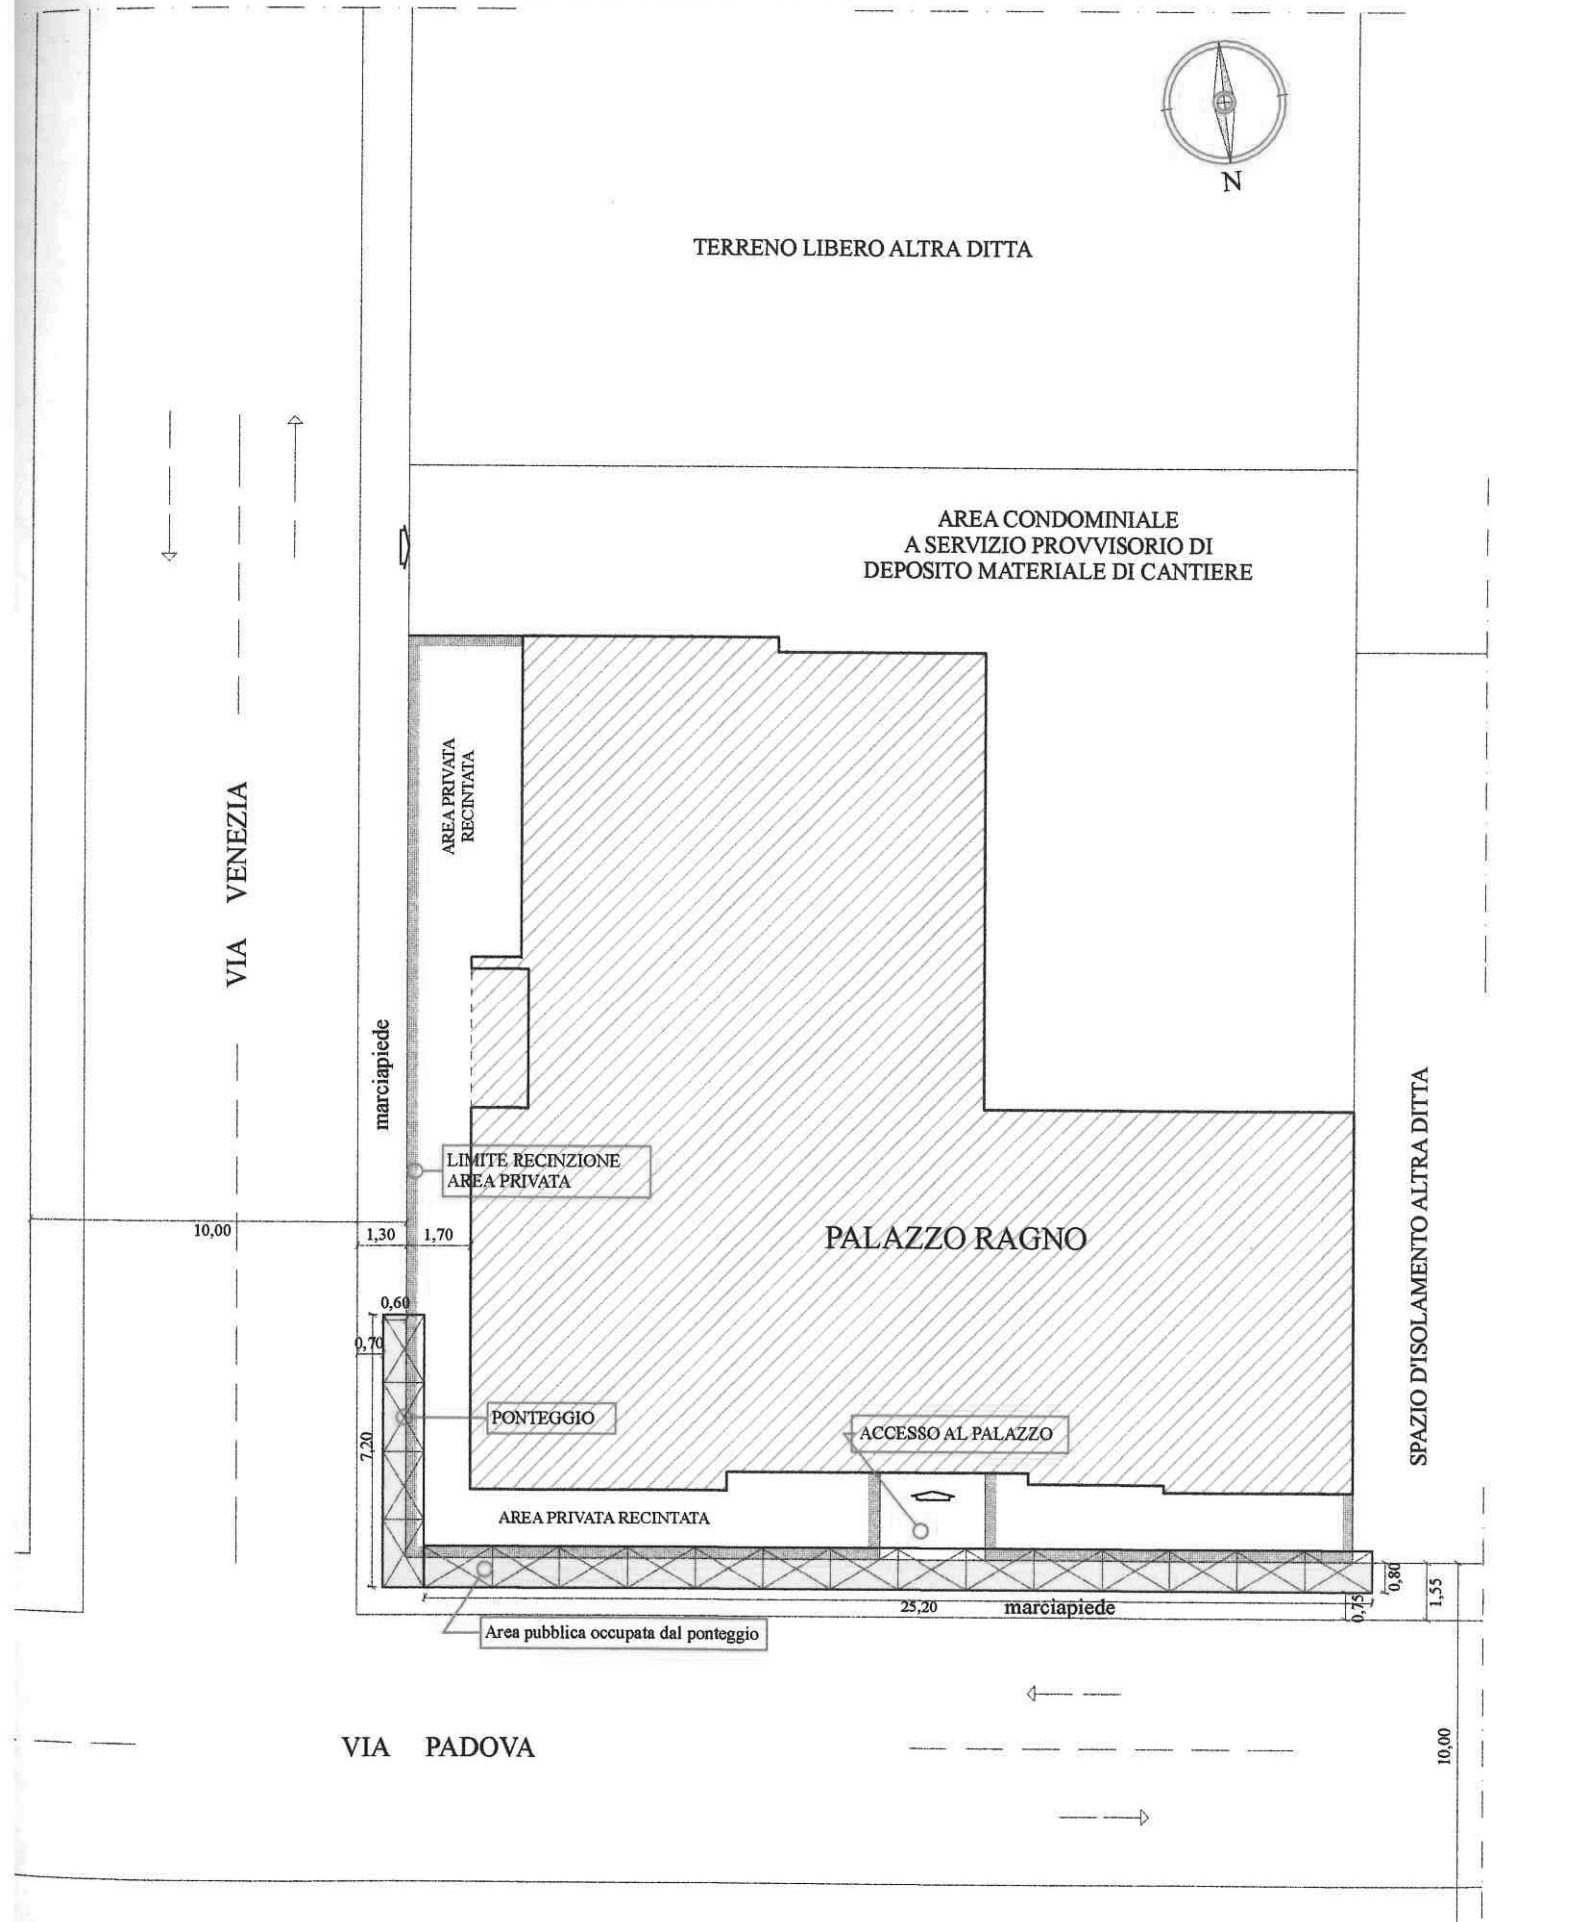 N
TERRENO LIBERO ALTRA DITTA
AREA CONDOMINIALE
A SERVIZIO PROVVISORIO DI
DEPOSITO MATERIALE DI CANTIERE
AREA PRIVATA
RECINTATA
VIA VENEZIA
marciapiede
LIMITE RECINZIONE
AREA PRIVATA
10,00
1,30
1,70
PALAZZO RAGNO
SPAZIO D'ISOLAMENTO ALTRA DITTA
0,60
0,70
PONTEGGIO
7,20
ACCESSO AL PALAZZO
AREA PRIVATA RECINTATA
0,80
1,55
0,75
25,20
marciapiede
Area pubblica occupata dal ponteggio
VIA PADOVA
10,00